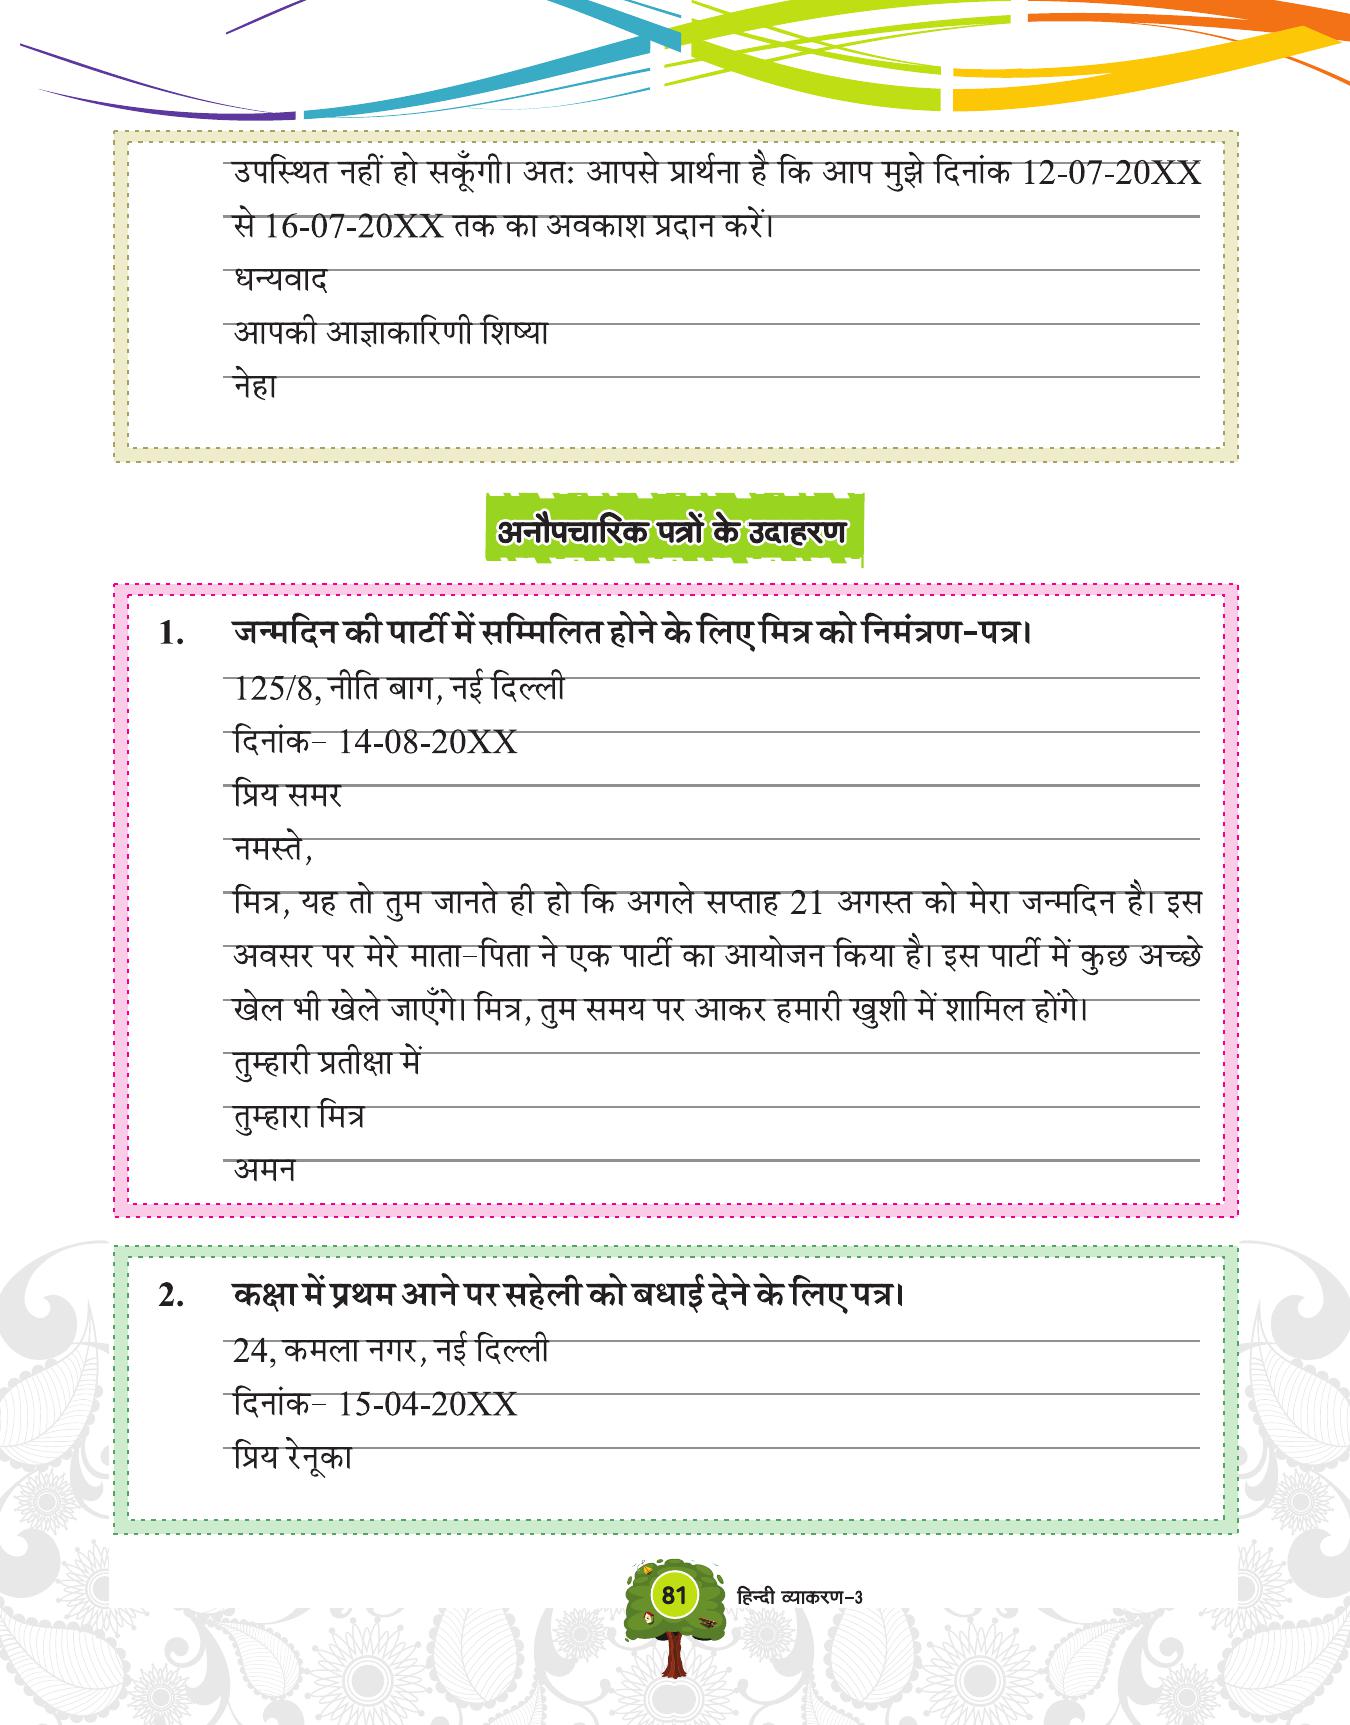 उपस्थित नहीं हो सकूँगी। अत: आपसे प्रार्थना है कि आप मुझे दिनांक 12-07-20XX
से 16-07-20XX तक का अवकाश प्रदान करें।
धन्यवाद
आपकी आज्ञाकारिणी शिष्या
नेहा
अनौपचारिक पत्रों के उदाहरण
1. जन्मदिन की पार्टी में सम्मिलित होने के लिए मित्र को निमंत्रण-पत्र।
125/8, नीति बाग, नई दिल्ली
दिनांक- 14-08-20XX
प्रिय समर
नमस्ते,
मित्र, यह तो तुम जानते ही हो कि अगले सप्ताह 21 अगस्त को मेरा जन्मदिन है। इस
अवसर पर मेरे माता-पिता ने एक पार्टी का आयोजन किया है। इस पार्टी में कुछ अच्छे
खेल भी खेले जाएँगे। मित्र, तुम समय पर आकर हमारी खुशी में शामिल होंगे।
तुम्हारी प्रतीक्षा में
तुम्हारा मित्र
अमन
2. कक्षा में प्रथम आने पर सहेली को बधाई देने के लिए पत्र।
24, कमला नगर, नई दिल्ली
दिनांक- 15-04-20XX
प्रिय रेनूका
81 हिन्दी व्याकरण-3